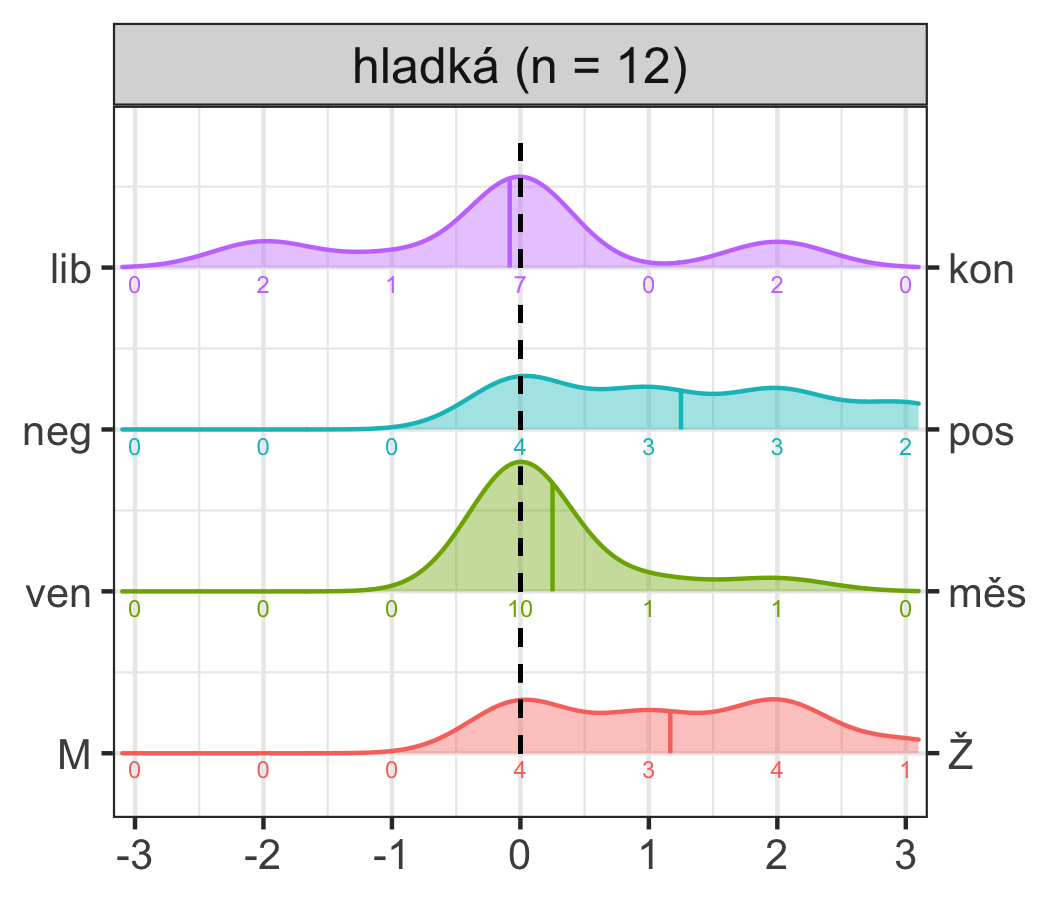 hladká (n = 12)
lib kon
0 2 1 7 0 2 0
neg pos
0 0 0 4 3 3 2
ven měs
0 0 0 10 1 1 0
M Ž
0 0 0 4 3 4 1
-3 -2 -1 0 1 2 3